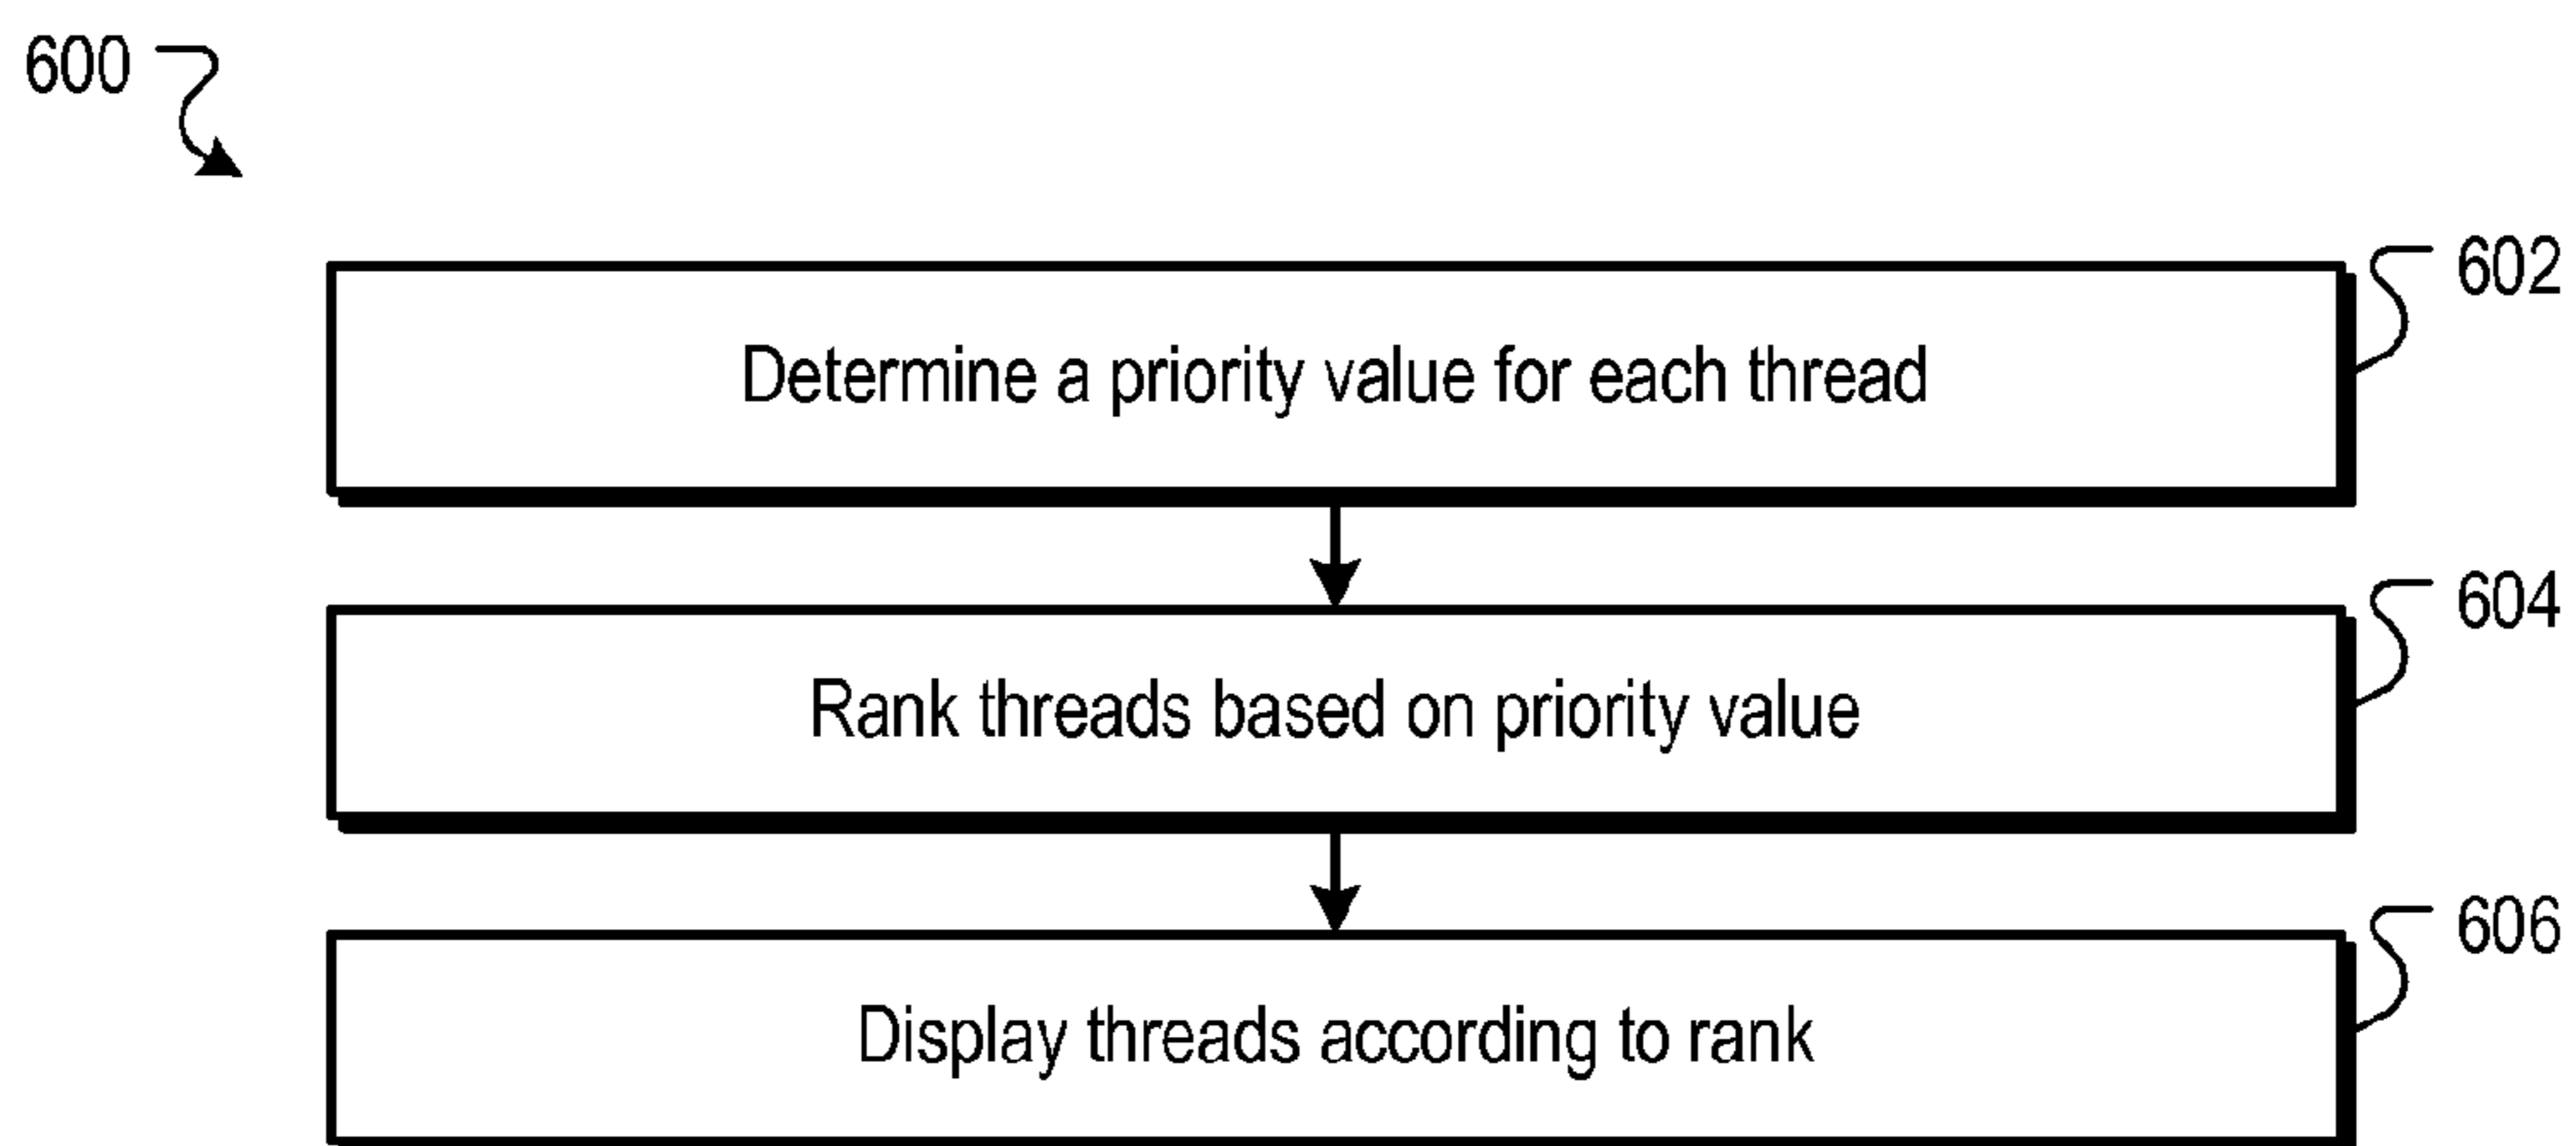 600
602
Determine a priority value for each thread
604
Rank threads based on priority value
606
Display threads according to rank